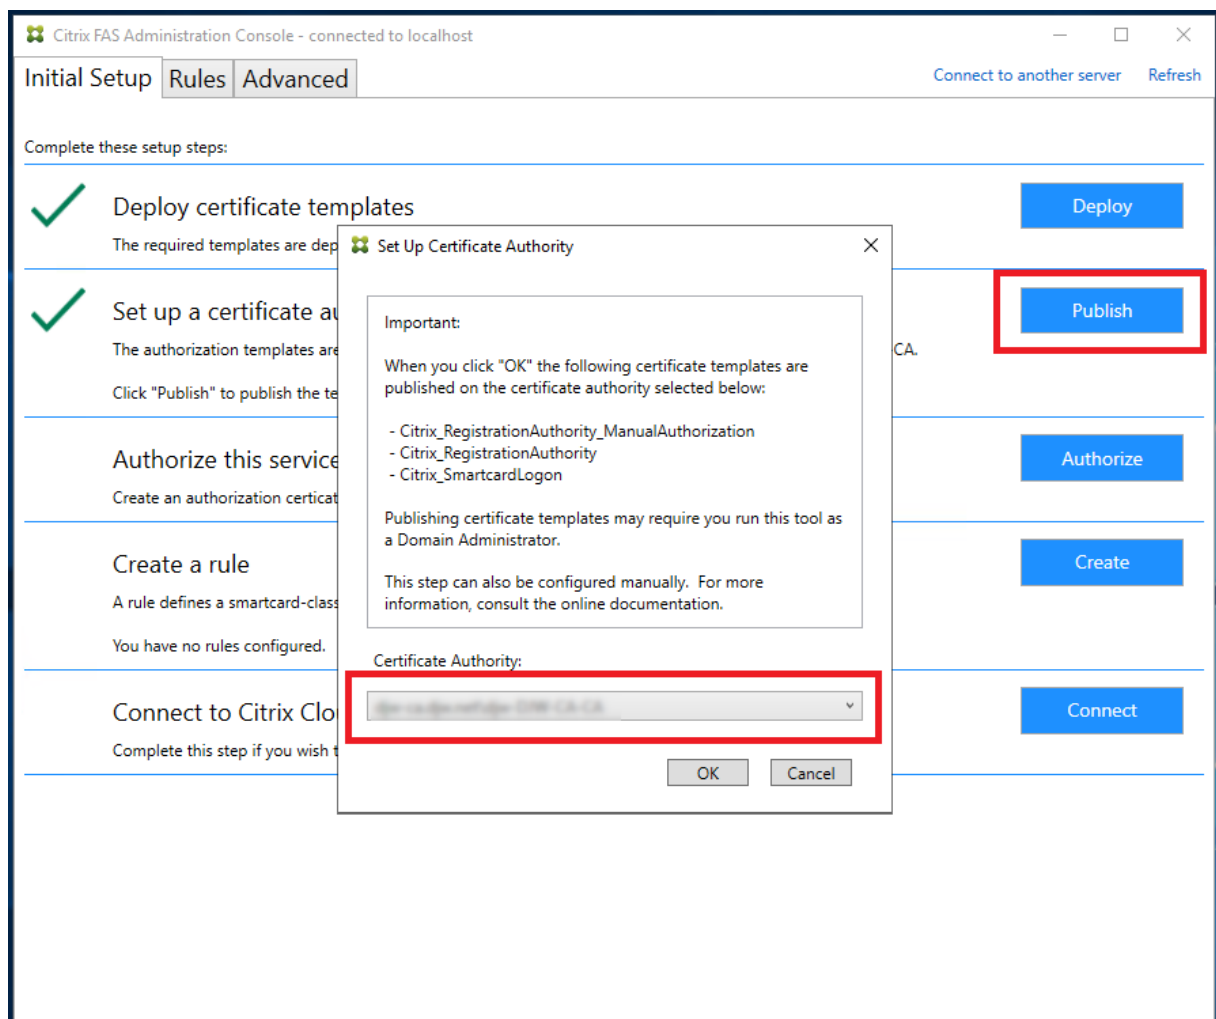 Citrix FAS Administration Console - connected to localhost
Initial Setup Rules Advanced
Connect to another server Refresh
Complete these setup steps:
Deploy certificate templates
Deploy
The required templates are dep
Set Up Certificate Authority
Important:
When you click "OK" the following certificate templates are
published on the certificate authority selected below:
- Citrix_RegistrationAuthority_ManualAuthorization
- Citrix_RegistrationAuthority
- Citrix_SmartcardLogon
Publishing certificate templates may require you run this tool as
a Domain Administrator.
This step can also be configured manually. For more
information, consult the online documentation.
Certificate Authority:
OK Cancel
Set up a certificate au
Publish
The authorization templates are
CA.
Click "Publish" to publish the te
Authorize this service
Authorize
Create an authorization certicat
Create a rule
Create
A rule defines a smartcard-class
You have no rules configured.
Connect to Citrix Clo
Connect
Complete this step if you wish t